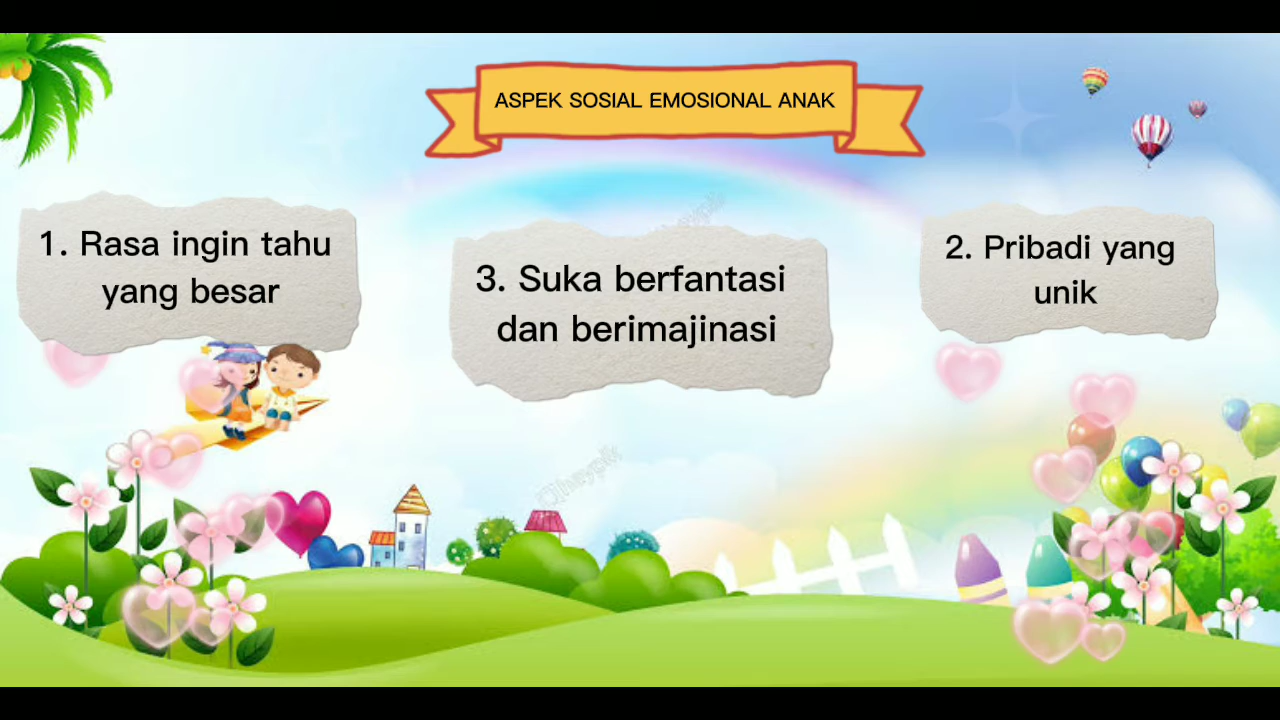 ASPEK SOSIAL EMOSIONAL ANAK
1. Rasa ingin tahu
yang besar
3. Suka berfantasi
dan berimajinasi
2. Pribadi yang
unik